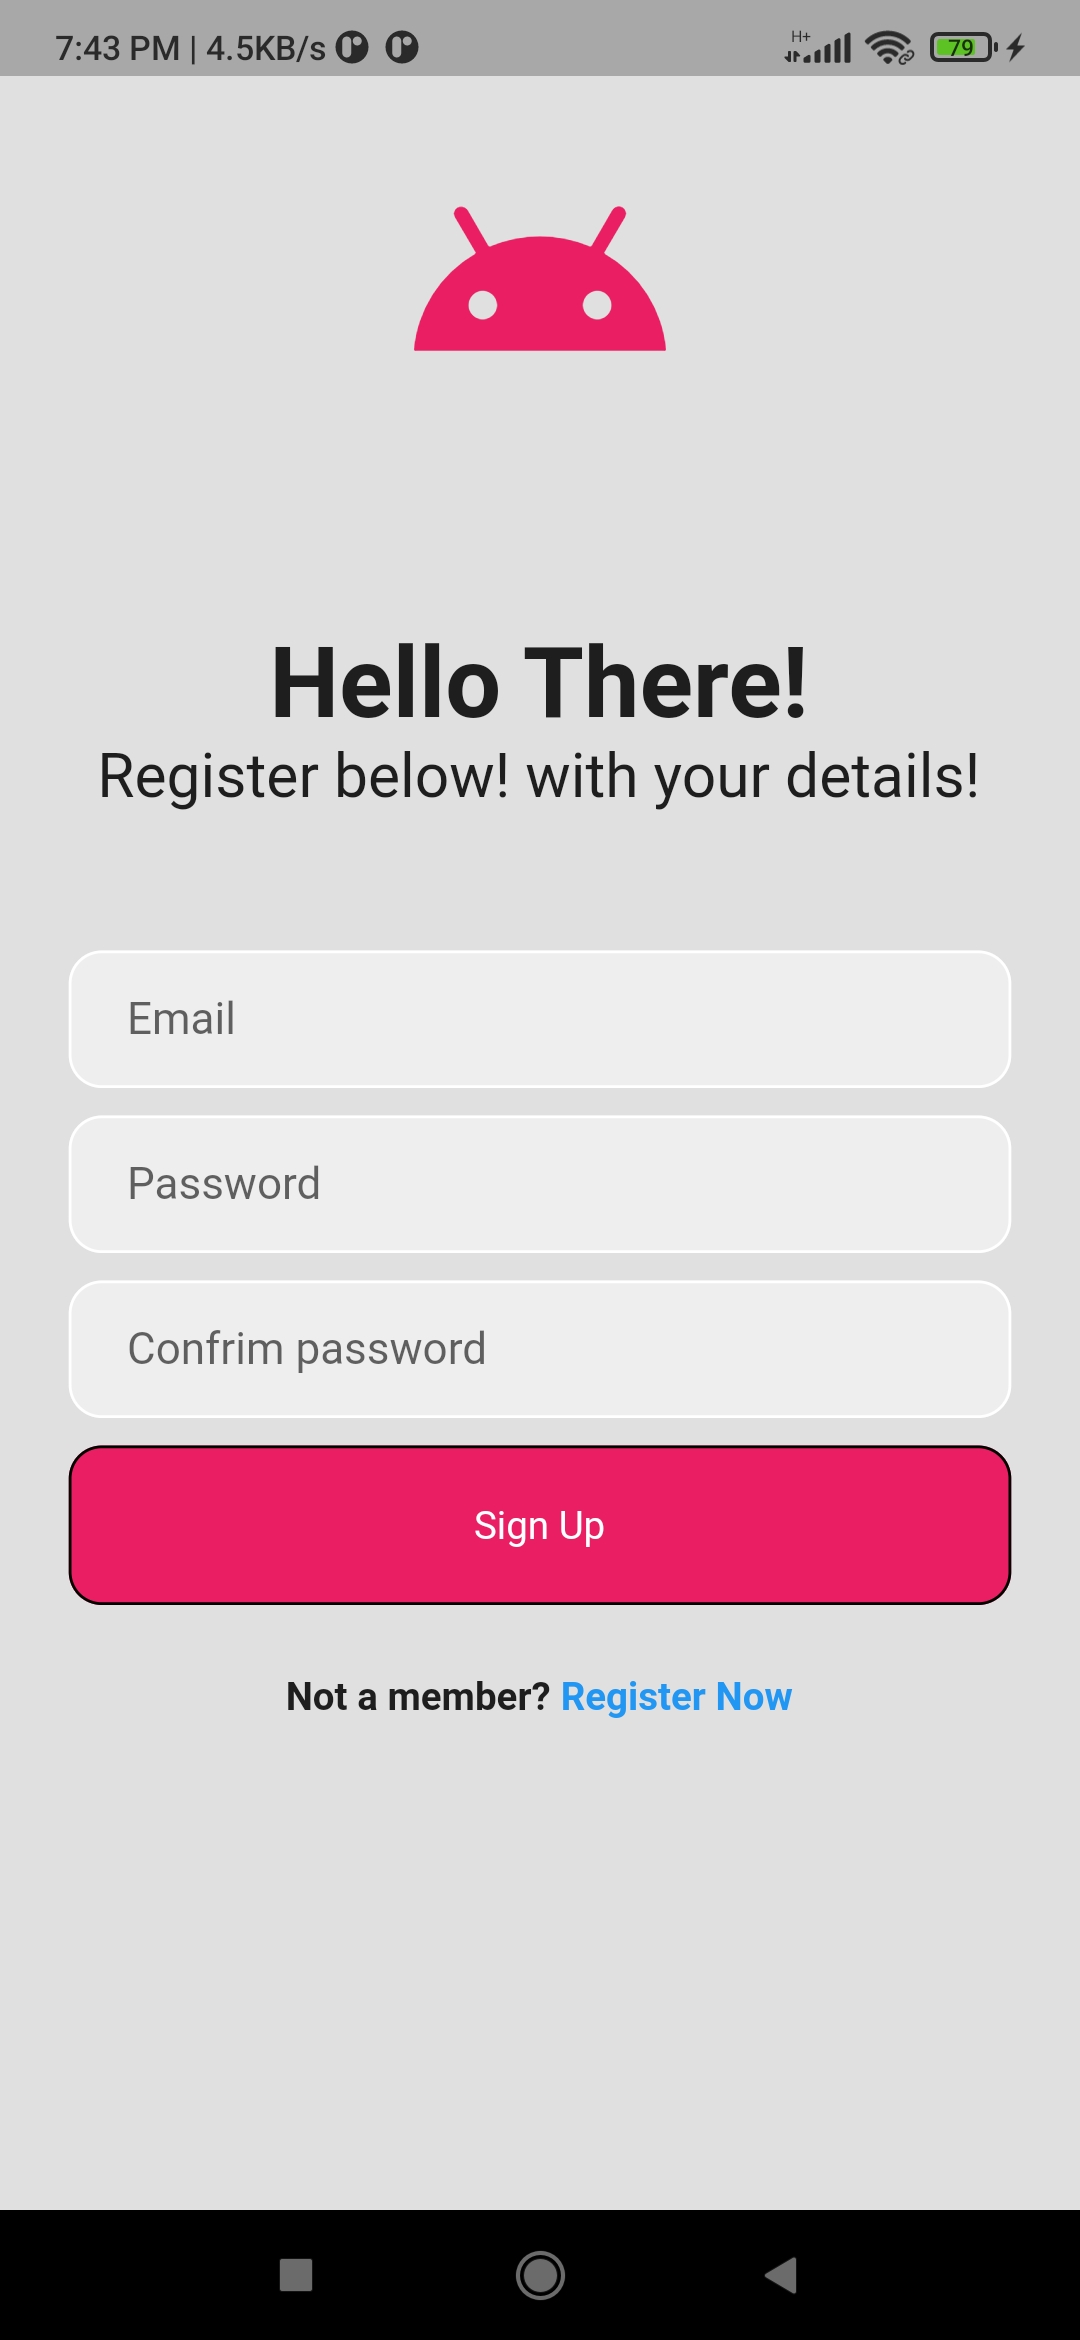 7:43 PM | 4.5KB/s
H+
79
Hello There!
Register below! with your details!
Email
Password
Confrim password
Sign Up
Not a member? Register Now